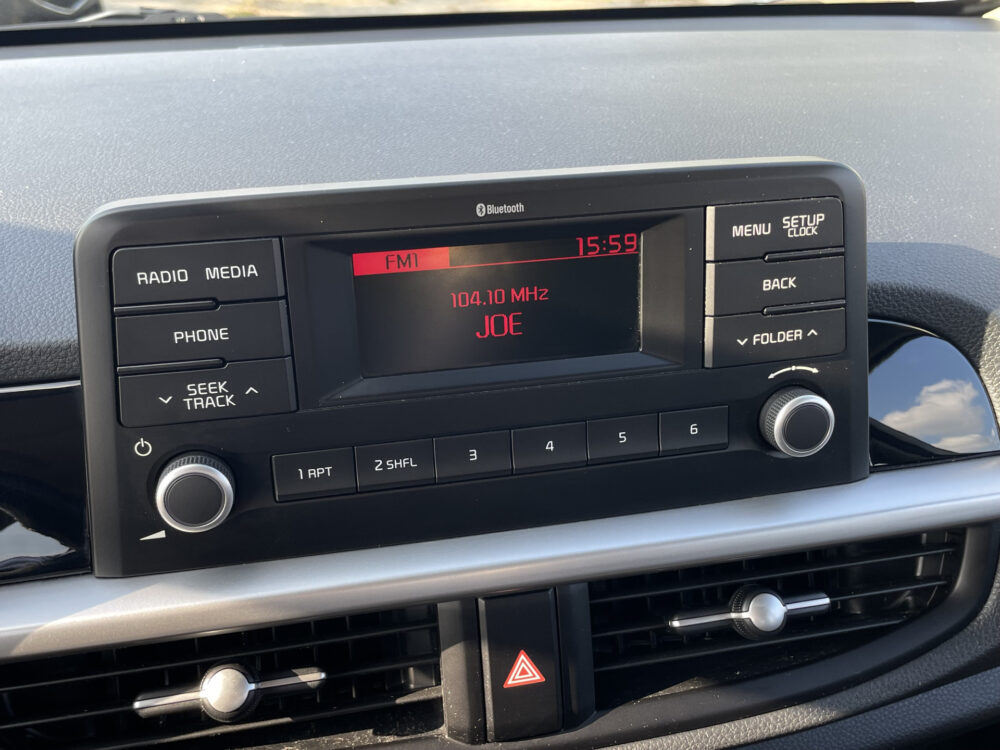 Bluetooth
RADIO MEDIA
PHONE
SEEK
TRACK
FM1
15:59
104.10 MHz
JOE
MENU SETUP
CLOCK
BACK
FOLDER
1 RPT
2 SHFL
3
4
5
6